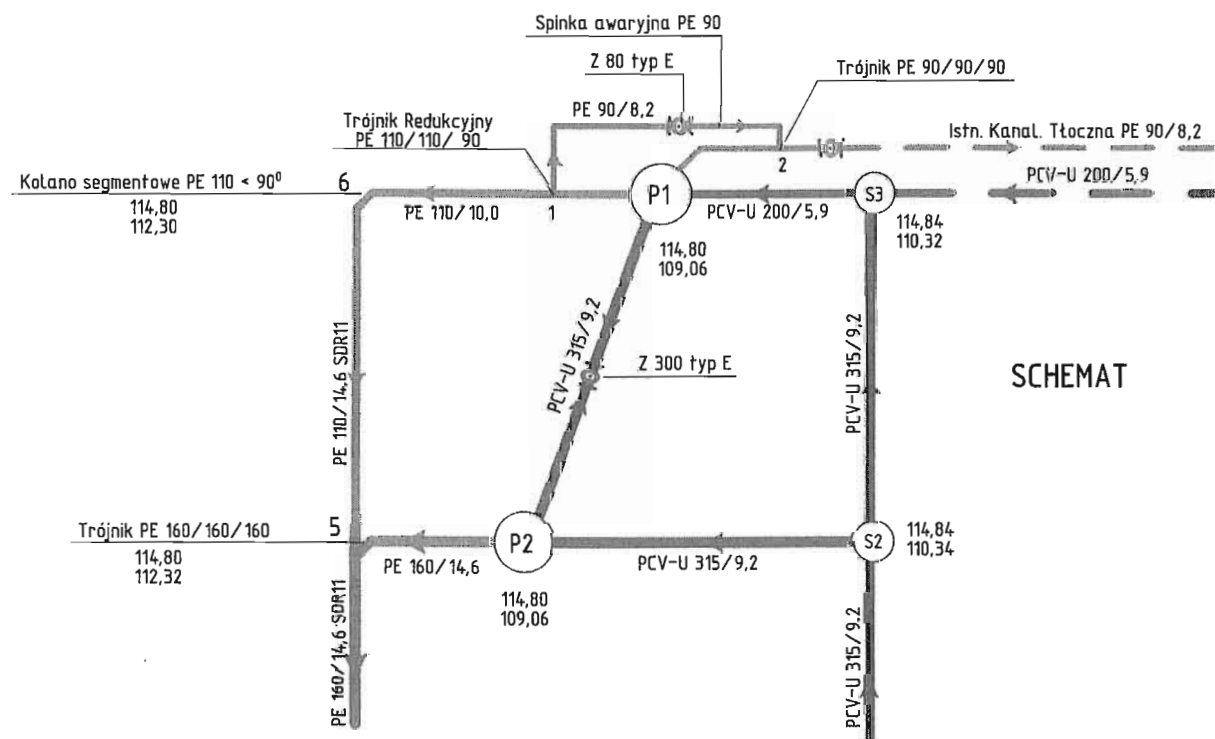 Spinka awaryjna PE 90
Z 80 typ E
Trójnik PE 90/90/90
PE 90/8,2
Trójnik Redukcyjny
PE 110/110/ 90
Istn. Kanal. Tłoczna PE 90/8,2
2
Kolano segmentowe PE 110 < 90⁰
6
114,80
112,30
PE 110/10,0
1
P1
PCV-U 200/5,9
S3
PCV-U 200/5,9
114,84
110,32
114,80
109,06
PCV-U 315/9,2
Z 300 typ E
PCV-U 315/9,2
SCHEMAT
PE 110/14,6 SDR11
Trójnik PE 160/160/160
5
114,80
112,32
PE 160/14,6
P2
PCV-U 315/9,2
S2
114,84
110,34
114,80
109,06
PE 160/14,6 SDR11
PCV-U 315/9,2